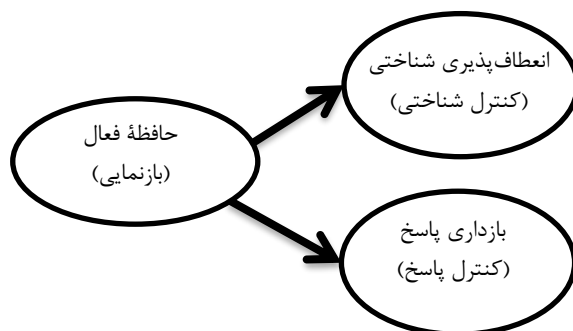 انعطاف‌پذیری شناختی
(کنترل شناختی)
حافظهٔ فعال
(بازنمایی)
بازداری پاسخ
(کنترل پاسخ)